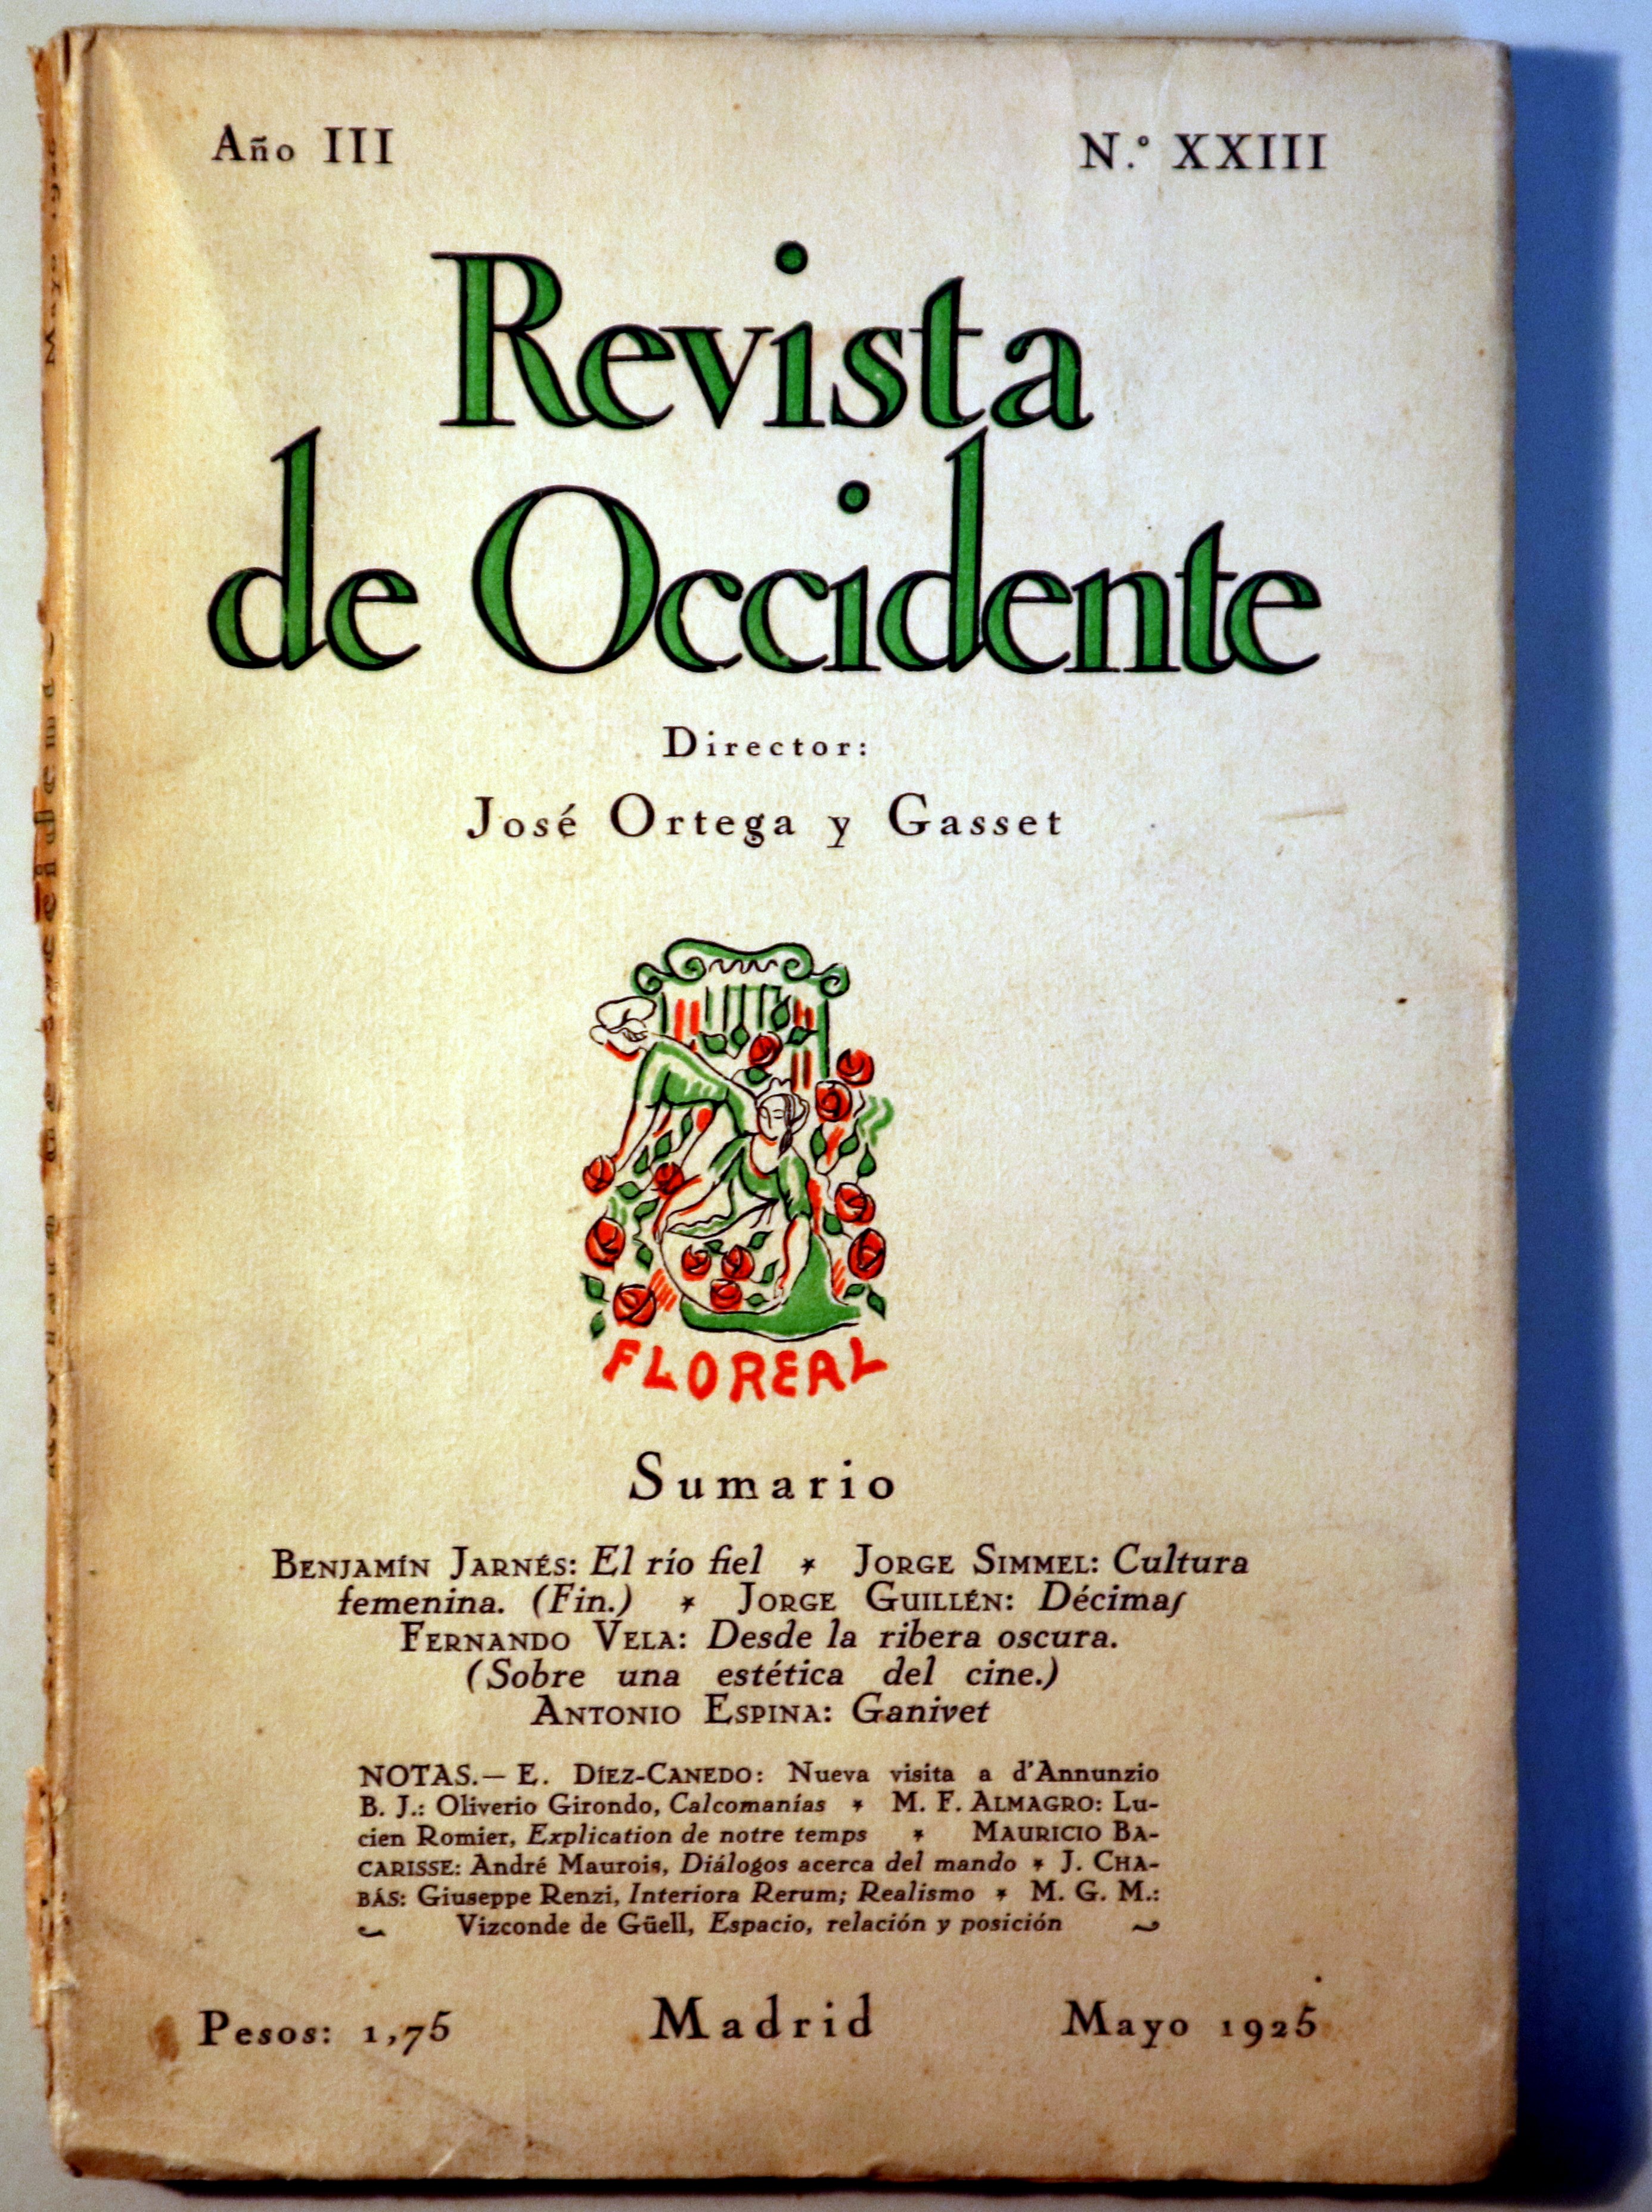 Año III
N.º XXIII
Revista
de Occidente
Director:
José Ortega y Gasset
FLOREAL
Sumario
BENJAMÍN JARNÉS: El río fiel * JORGE SIMMEL: Cultura
femenina. (Fin.) * JORGE GUILLÉN: Décimas
FERNANDO VELA: Desde la ribera oscura.
(Sobre una estética del cine.)
ANTONIO ESPINA: Ganivet
NOTAS.— E. DÍEZ-CANEDO: Nueva visita a d'Annunzio
B. J.: Oliverio Girondo, Calcomanías * M. F. ALMAGRO: Lu-
cien Romier, Explication de notre temps * MAURICIO BA-
CARISSE: André Maurois, Diálogos acerca del mando * J. CHA-
BÁS: Giuseppe Renzi, Interiora Rerum; Realismo * M. G. M.:
Vizconde de Güell, Espacio, relación y posición
Pesos: 1,75
Madrid
Mayo 1925